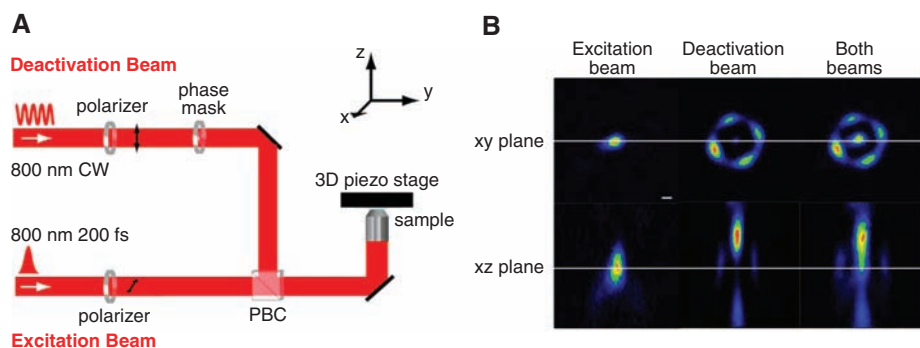 A
Deactivation Beam
polarizer
phase
mask
800 nm CW
z
y
x
3D piezo stage
sample
800 nm 200 fs
polarizer
PBC
Excitation Beam
B
Excitation
beam
Deactivation
beam
Both
beams
xy plane
xz plane